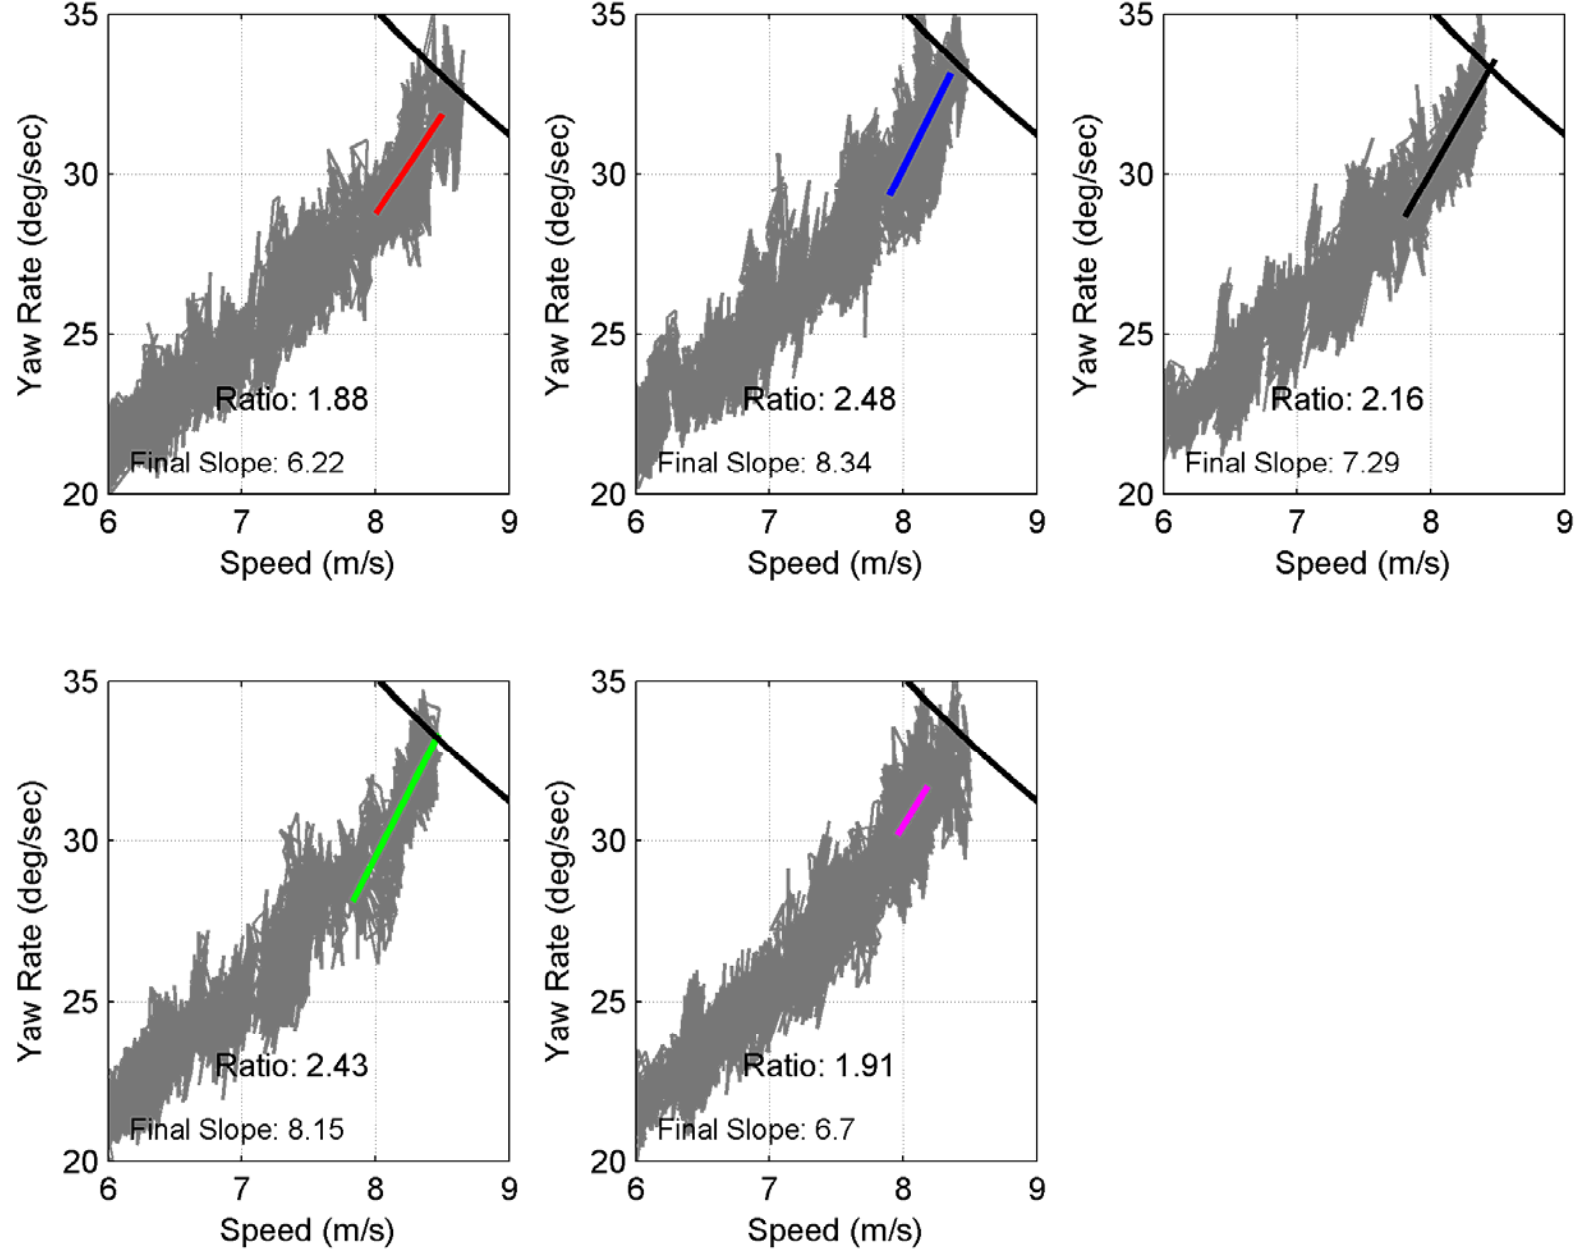 35
30
25
20
Yaw Rate (deg/sec)
Ratio: 1.88
Final Slope: 6.22
6 7 8 9
Speed (m/s)
35
30
25
20
Yaw Rate (deg/sec)
Ratio: 2.48
Final Slope: 8.34
6 7 8 9
Speed (m/s)
35
30
25
20
Yaw Rate (deg/sec)
Ratio: 2.16
Final Slope: 7.29
6 7 8 9
Speed (m/s)
35
30
25
20
Yaw Rate (deg/sec)
Ratio: 2.43
Final Slope: 8.15
6 7 8 9
Speed (m/s)
35
30
25
20
Yaw Rate (deg/sec)
Ratio: 1.91
Final Slope: 6.7
6 7 8 9
Speed (m/s)